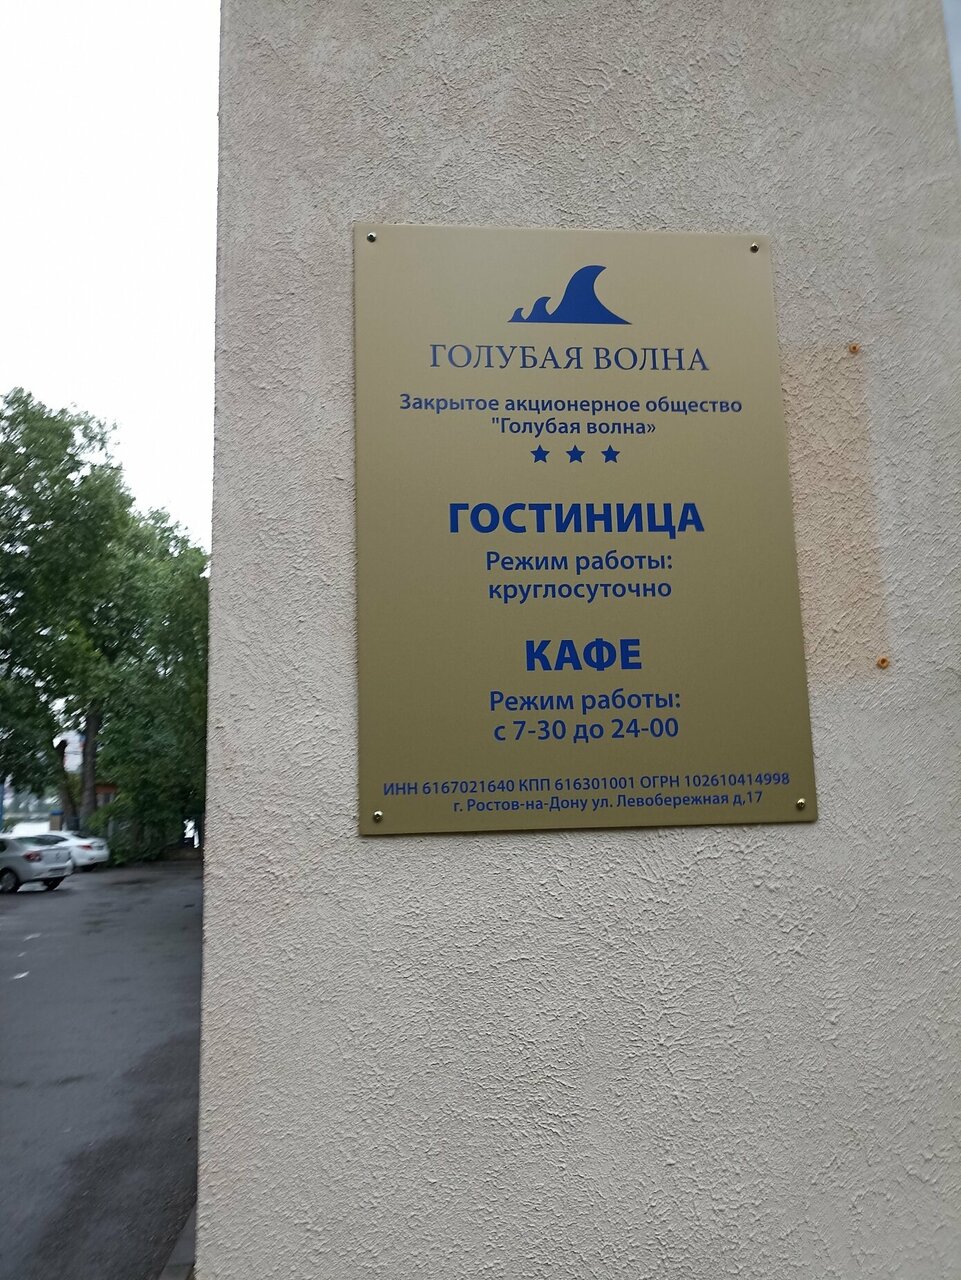 ГОЛУБАЯ ВОЛНА
Закрытое акционерное общество
"Голубая волна»
ГОСТИНИЦА
Режим работы:
круглосуточно
КАФЕ
Режим работы:
с 7-30 до 24-00
ИНН 6167021640 КПП 616301001 ОГРН 102610414998
г. Ростов-на-Дону ул. Левобережная д,17